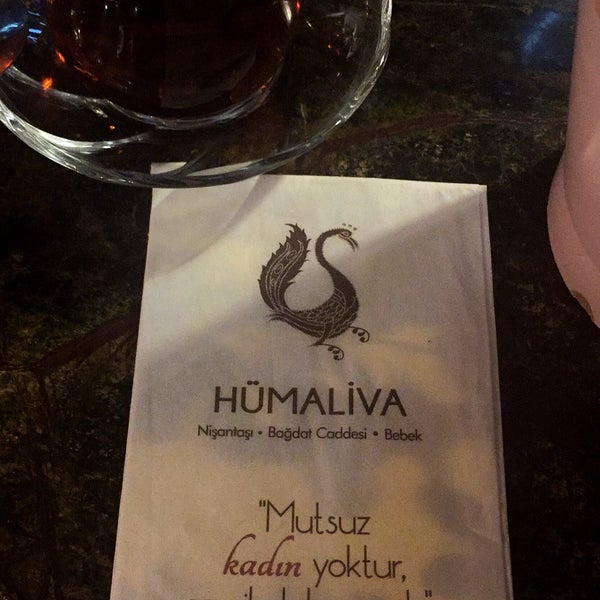 HÜMALİVA
Nişantaşı • Bağdat Caddesi • Bebek
"Mutsuz
kadın yoktur,